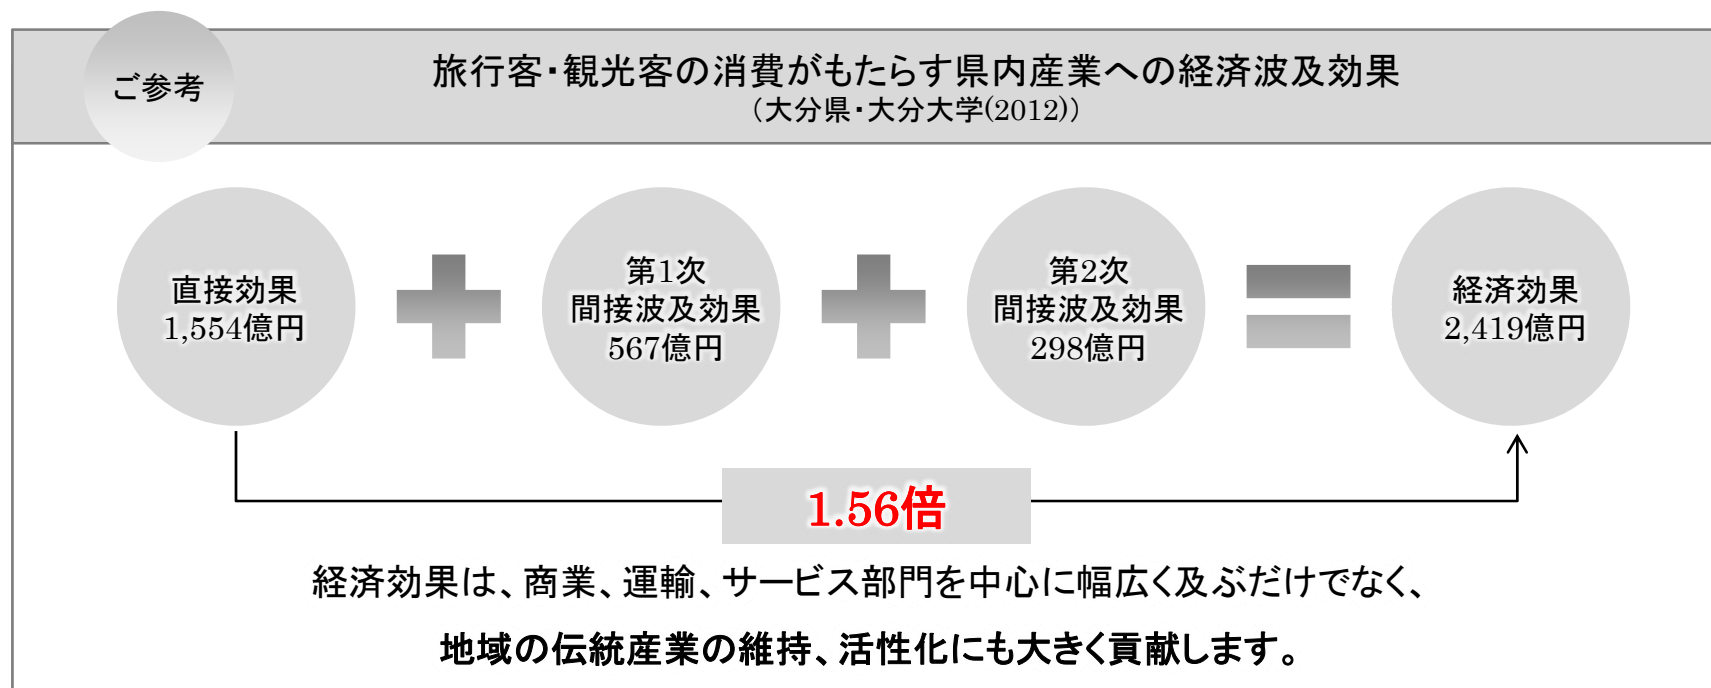 ご参考
旅行客・観光客の消費がもたらす県内産業への経済波及効果
（大分県・大分大学(2012)）
直接効果
1,554億円
第1次
間接波及効果
567億円
第2次
間接波及効果
298億円
経済効果
2,419億円
1.56倍
経済効果は、商業、運輸、サービス部門を中心に幅広く及ぶだけでなく、
地域の伝統産業の維持、活性化にも大きく貢献します。